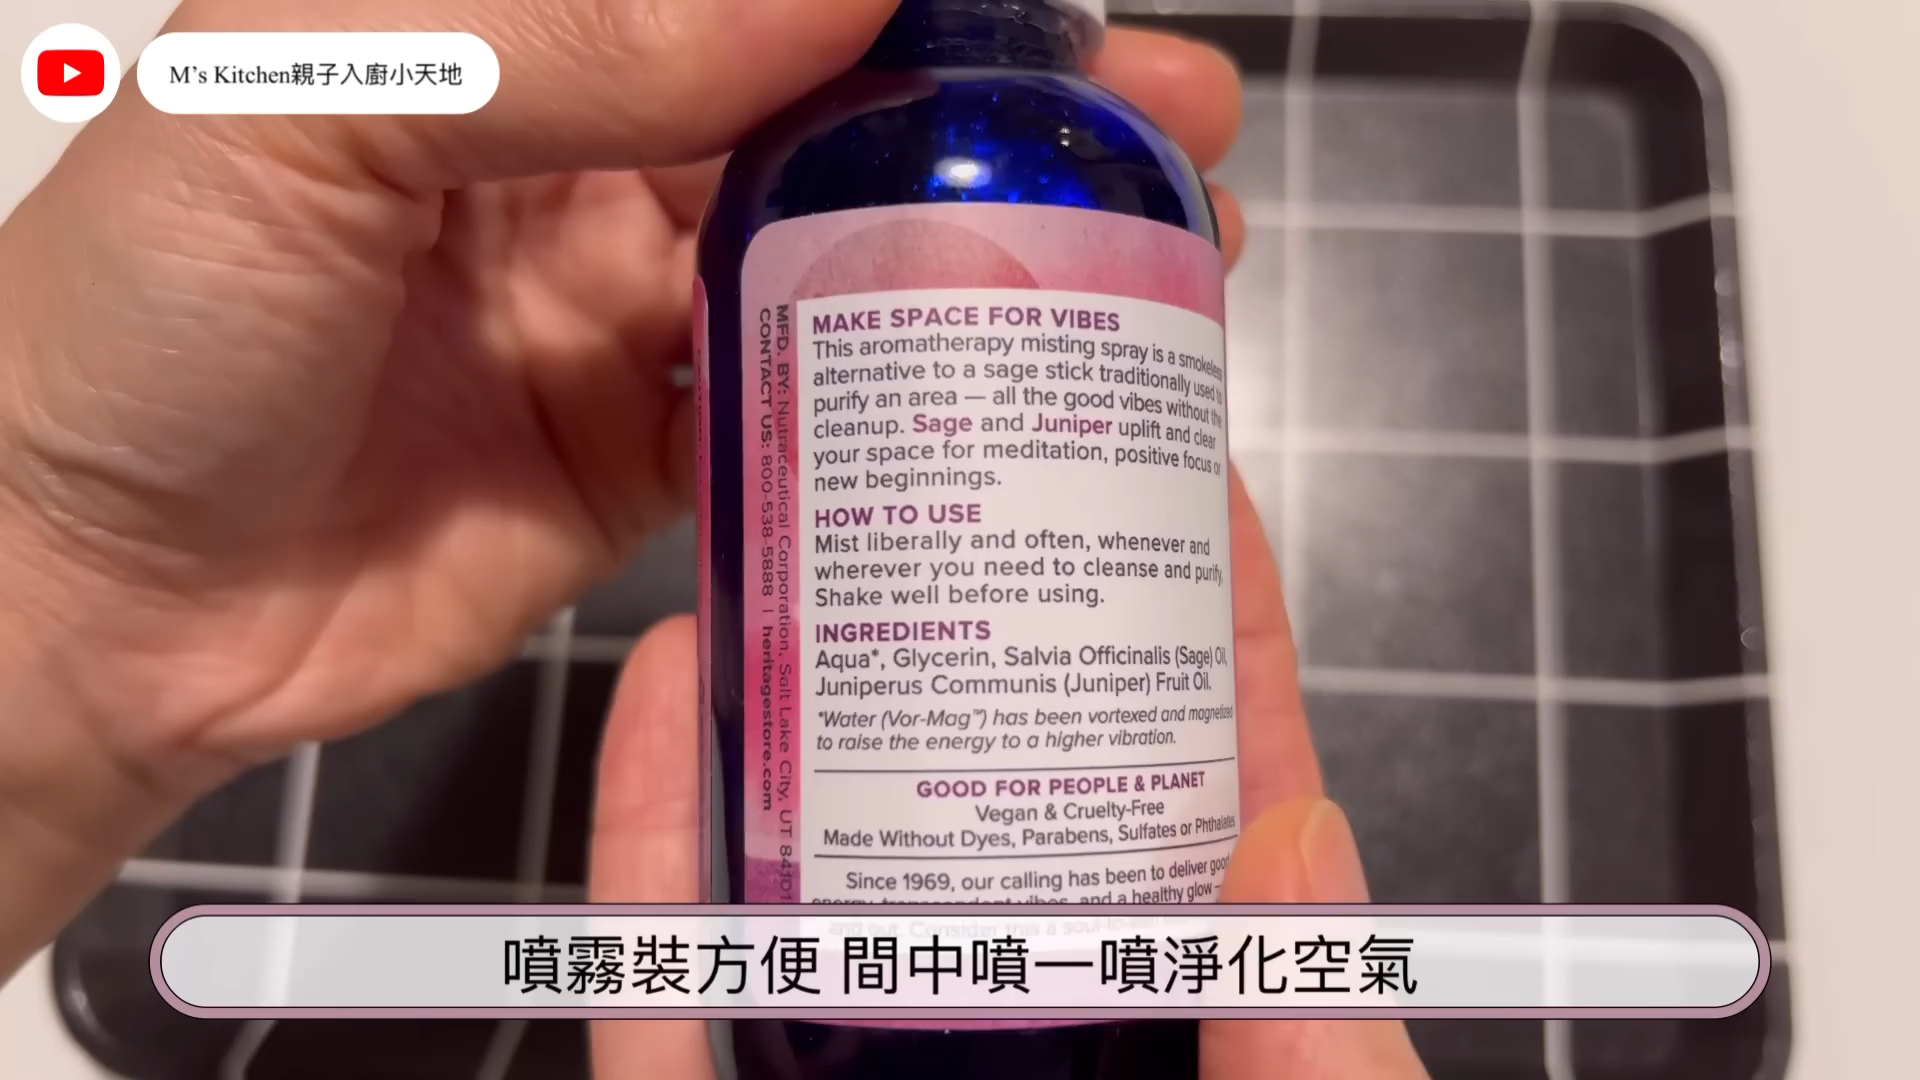 M's Kitchen親子入廚小天地
MAKE SPACE FOR VIBES
This aromatherapy misting spray is a smokeless
alternative to a sage stick traditionally used to
purify an area — all the good vibes without the
cleanup. Sage and Juniper uplift and clear
your space for meditation, positive focus or
new beginnings.
HOW TO USE
Mist liberally and often, whenever and
wherever you need to cleanse and purify.
Shake well before using.
INGREDIENTS
Aqua*, Glycerin, Salvia Officinalis (Sage) Oil,
Juniperus Communis (Juniper) Fruit Oil.
*Water (Vor-Mag™) has been vortexed and magnetized
to raise the energy to a higher vibration.
GOOD FOR PEOPLE & PLANET
Vegan & Cruelty-Free
Made Without Dyes, Parabens, Sulfates or Phthalates
Since 1969, our calling has been to deliver good
energy, transcendent vibes, and a healthy glow –
MFD. BY: Nutraceutical Corporation, Salt Lake City, UT 84101
CONTACT US: 800-538-5888 | heritagestore.com
噴霧裝方便 間中噴一噴淨化空氣